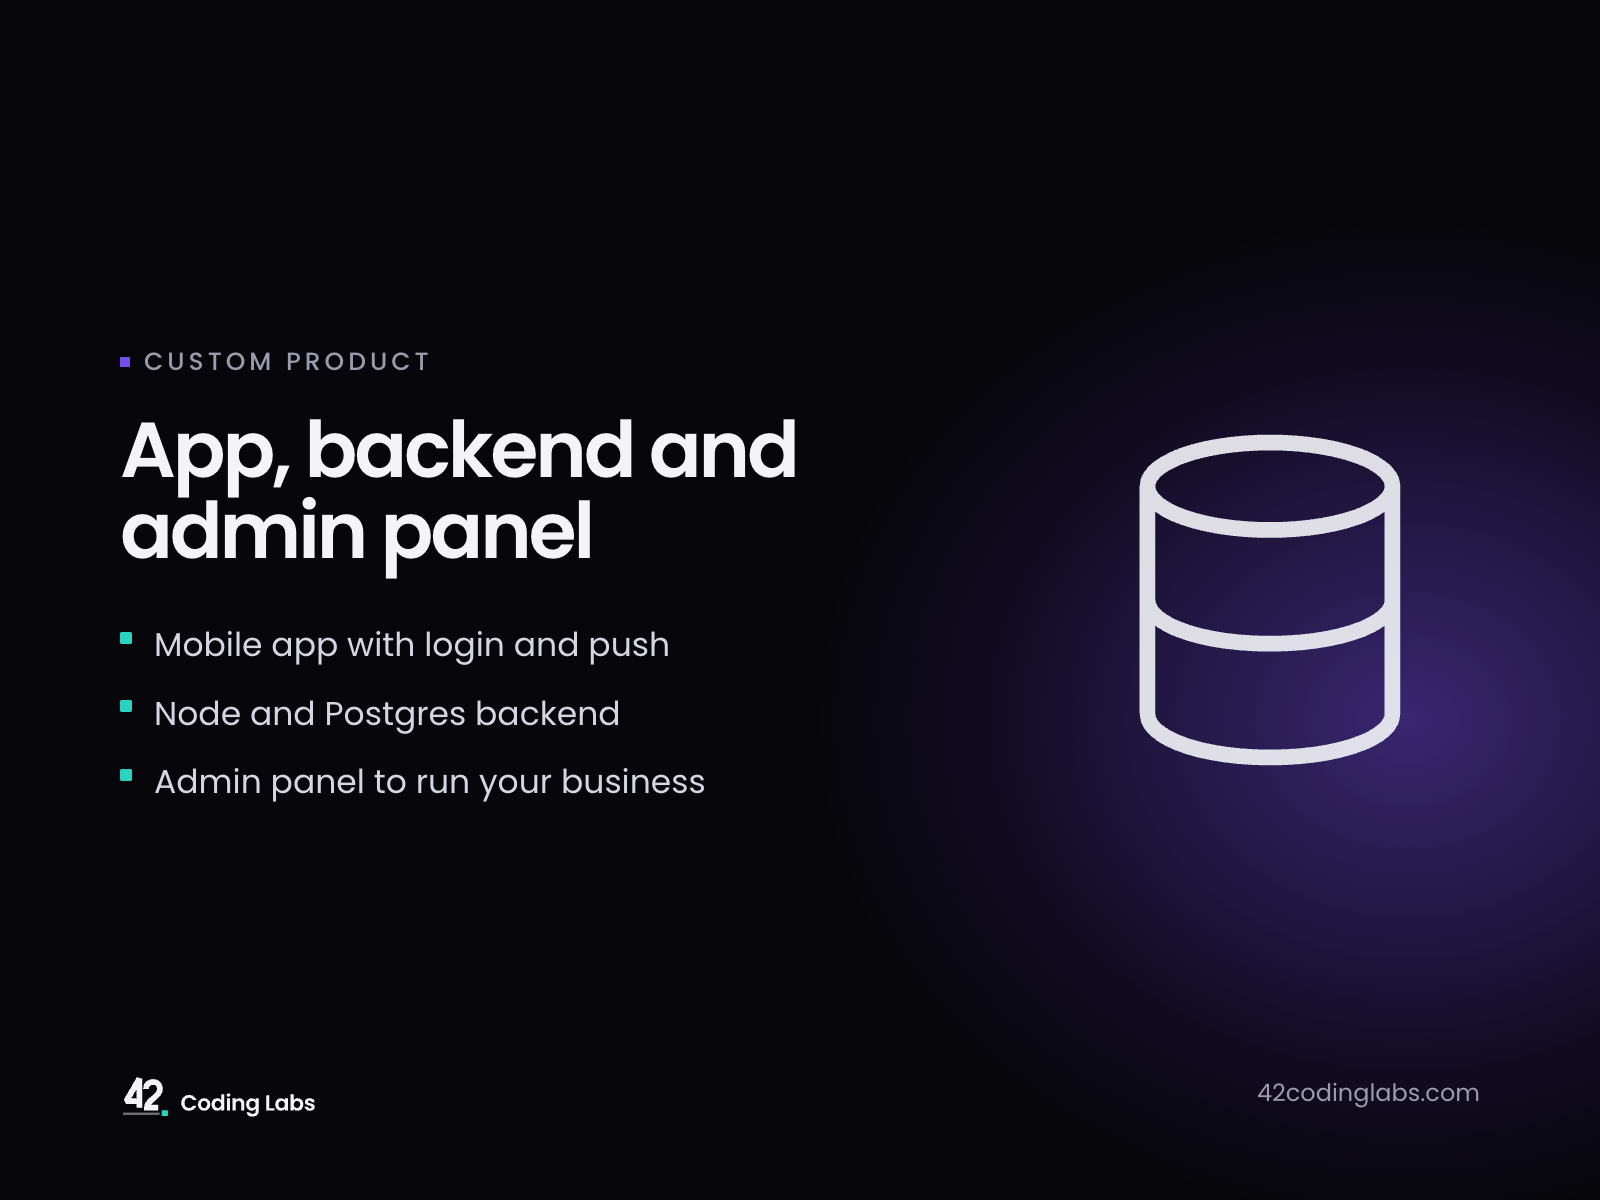 CUSTOM PRODUCT
App, backend and
admin panel
Mobile app with login and push
Node and Postgres backend
Admin panel to run your business
42. Coding Labs
42codinglabs.com